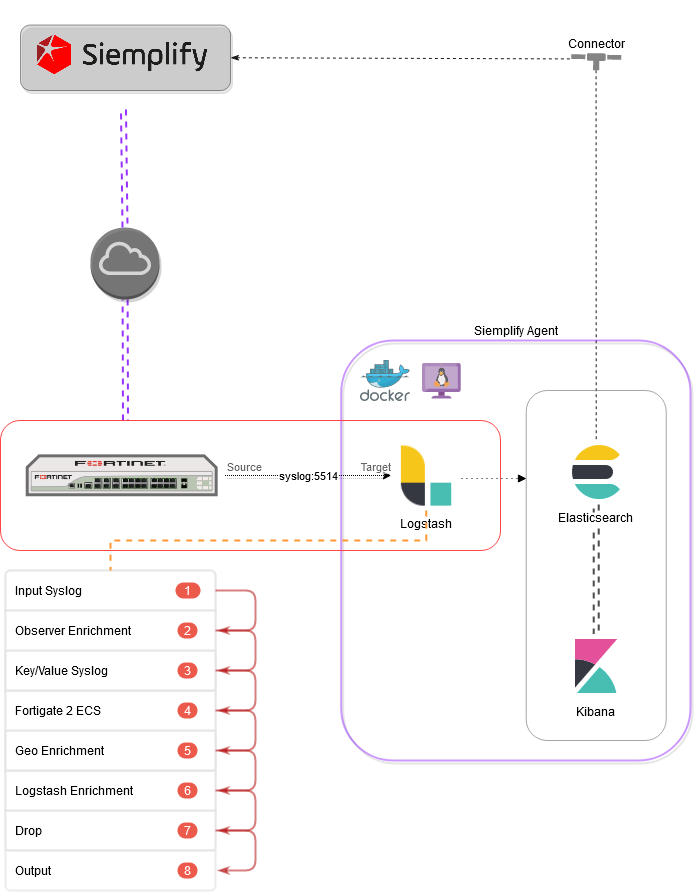 Siemplify
Connector
Siemplify Agent
docker
FORTINET
FORTINET
Source
syslog:5514
Target
Logstash
Elasticsearch
Kibana
Input Syslog 1
Observer Enrichment 2
Key/Value Syslog 3
Fortigate 2 ECS 4
Geo Enrichment 5
Logstash Enrichment 6
Drop 7
Output 8